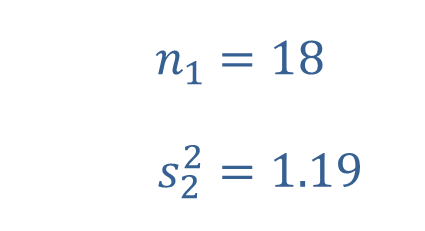 n₁ = 18
s₂² = 1.19